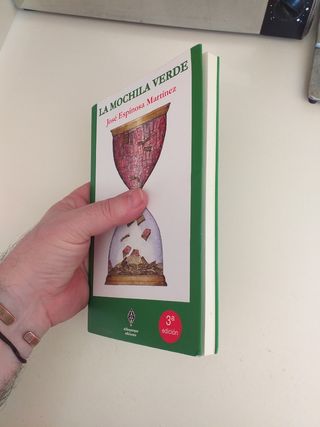 LA MOCHILA VERDE
José Espinosa Martínez
3ª
edición